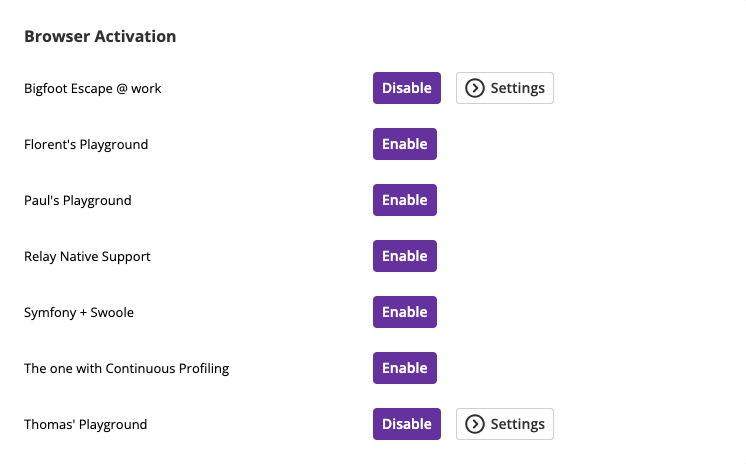 Browser Activation
Bigfoot Escape @ work Disable Settings
Florent's Playground Enable
Paul's Playground Enable
Relay Native Support Enable
Symfony + Swoole Enable
The one with Continuous Profiling Enable
Thomas' Playground Disable Settings